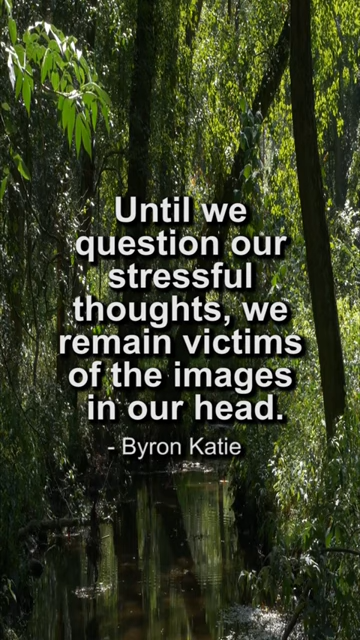 Until we
question our
stressful
thoughts, we
remain victims
of the images
in our head.
- Byron Katie